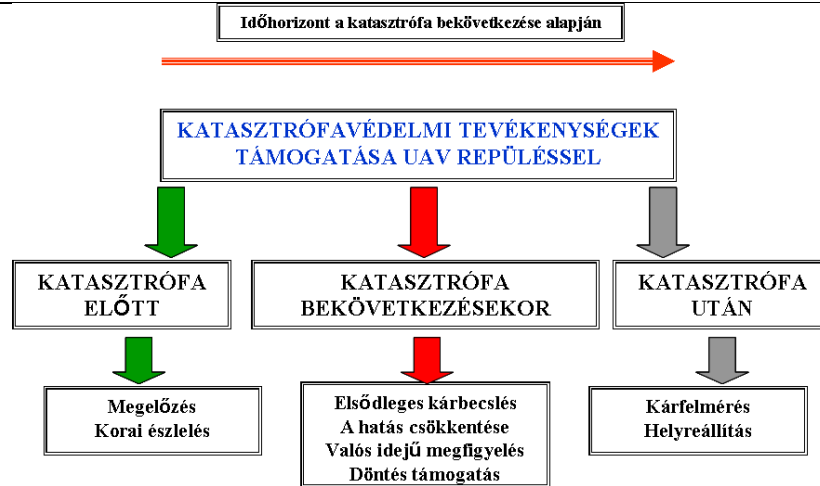 Időhorizont a katasztrófa bekövetkezése alapján
KATASZTRÓFAVÉDELMI TEVÉKENYSÉGEK
TÁMOGATÁSA UAV REPÜLÉSSEL
KATASZTRÓFA
ELŐTT
KATASZTRÓFA
BEKÖVETKEZÉSEKOR
KATASZTRÓFA
UTÁN
Megelőzés
Korai észlelés
Elsődleges kárbecslés
A hatás csökkentése
Valós idejű megfigyelés
Döntés támogatás
Kárfelmérés
Helyreállítás